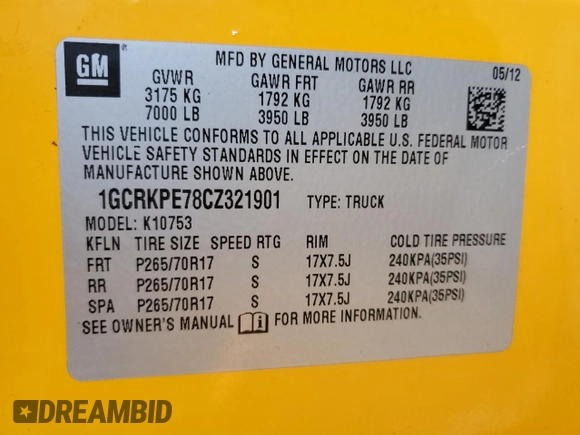 GM
MFD BY GENERAL MOTORS LLC
05/12
GVWR GAWR FRT GAWR RR
3175 KG 1792 KG 1792 KG
7000 LB 3950 LB 3950 LB
THIS VEHICLE CONFORMS TO ALL APPLICABLE U.S. FEDERAL MOTOR
VEHICLE SAFETY STANDARDS IN EFFECT ON THE DATE OF
MANUFACTURE SHOWN ABOVE.
1GCRKPE78CZ321901 TYPE: TRUCK
MODEL: K10753
KFLN TIRE SIZE SPEED RTG RIM COLD TIRE PRESSURE
FRT P265/70R17 S 17X7.5J 240KPA(35PSI)
RR P265/70R17 S 17X7.5J 240KPA(35PSI)
SPA P265/70R17 S 17X7.5J 240KPA(35PSI)
SEE OWNER'S MANUAL i FOR MORE INFORMATION.
DREAMBID